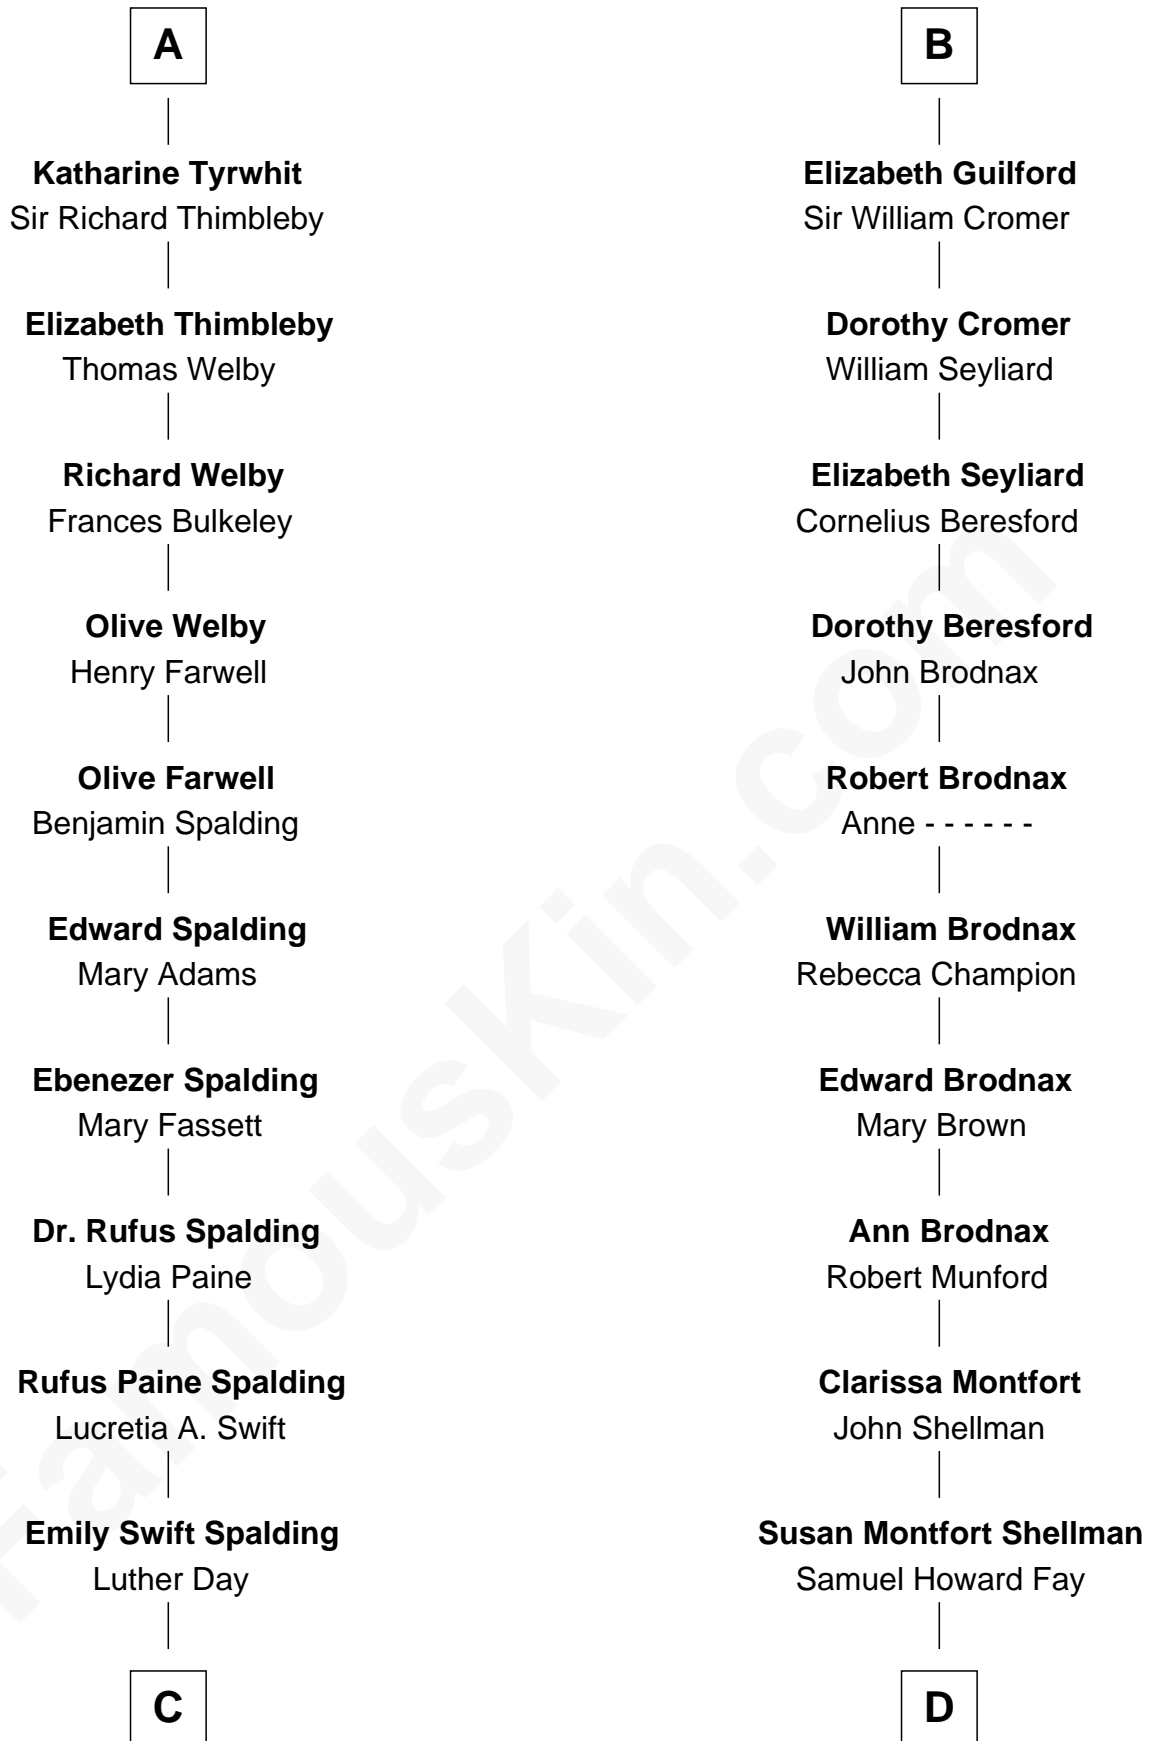 A
Katharine Tyrwhit
Sir Richard Thimbleby
Elizabeth Thimbleby
Thomas Welby
Richard Welby
Frances Bulkeley
Olive Welby
Henry Farwell
Olive Farwell
Benjamin Spalding
Edward Spalding
Mary Adams
Ebenezer Spalding
Mary Fassett
Dr. Rufus Spalding
Lydia Paine
Rufus Paine Spalding
Lucretia A. Swift
Emily Swift Spalding
Luther Day
C
B
Elizabeth Guilford
Sir William Cromer
Dorothy Cromer
William Seyliard
Elizabeth Seyliard
Cornelius Beresford
Dorothy Beresford
John Brodnax
Robert Brodnax
Anne - - - - - -
William Brodnax
Rebecca Champion
Edward Brodnax
Mary Brown
Ann Brodnax
Robert Munford
Clarissa Montfort
John Shellman
Susan Montfort Shellman
Samuel Howard Fay
D
FamousKin.com